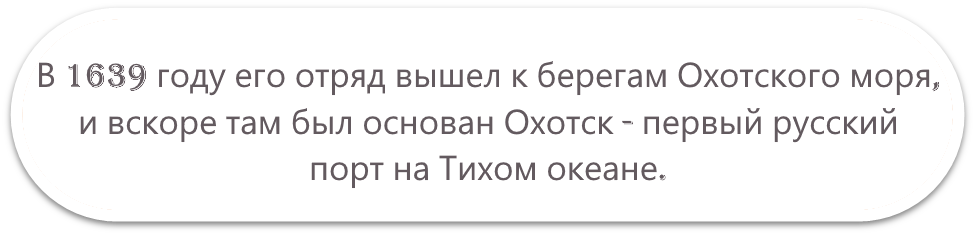 В 1639 году его отряд вышел к берегам Охотского моря,
и вскоре там был основан Охотск - первый русский
порт на Тихом океане.